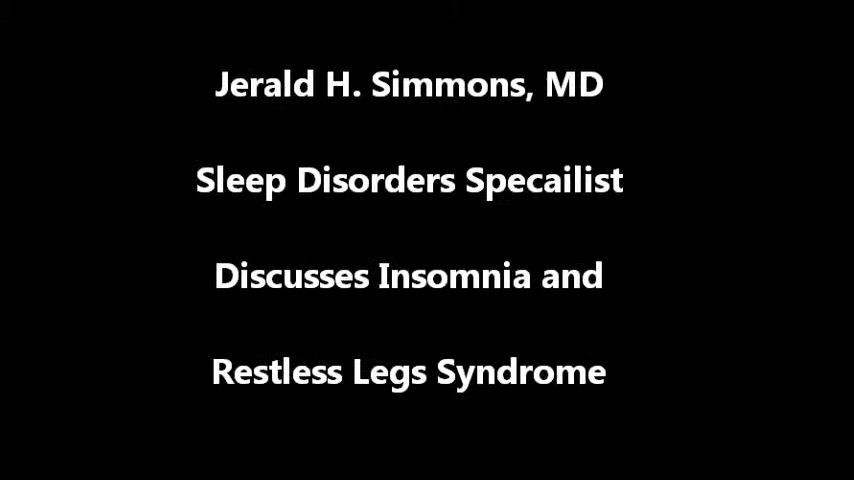 Jerald H. Simmons, MD
Sleep Disorders Specailist
Discusses Insomnia and
Restless Legs Syndrome